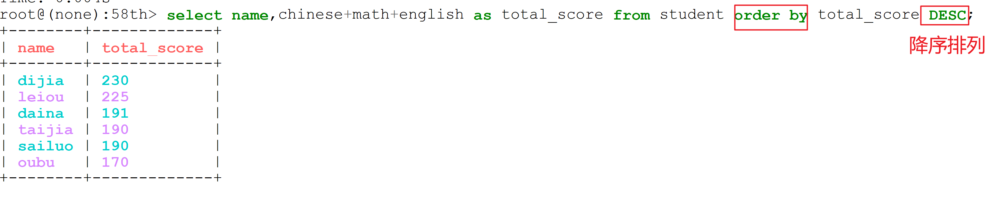 root@(none):58th> select name,chinese+math+english as total_score from student order by total_score DESC;
降序排列
+--------+-------------+
| name   | total_score |
+--------+-------------+
| dijia  | 230         |
| leiou  | 225         |
| daina  | 191         |
| taijia | 190         |
| sailuo | 190         |
| oubu   | 170         |
+--------+-------------+